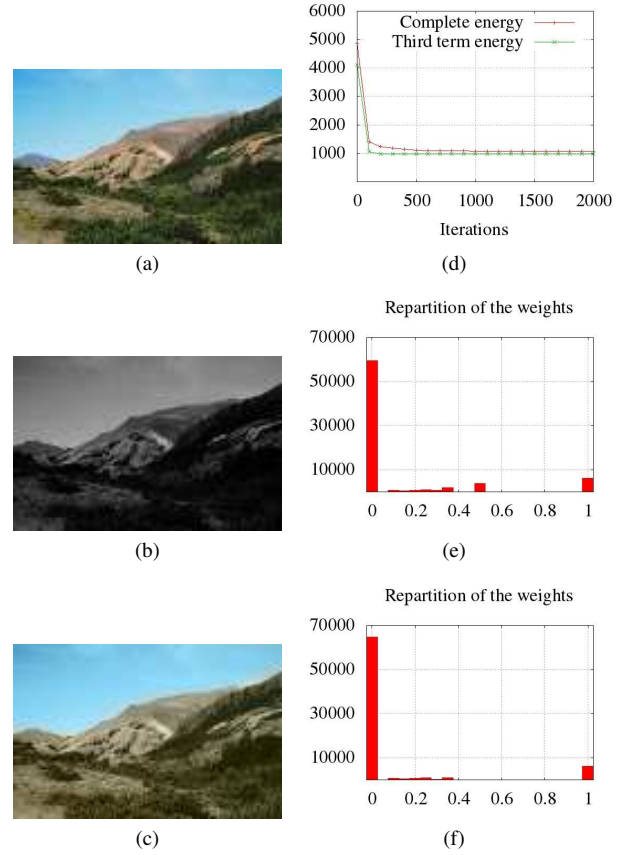 6000
5000
4000
3000
2000
1000
Complete energy
Third term energy
0 500 1000 1500 2000
Iterations
(a)
(d)
Repartition of the weights
70000
50000
30000
10000
0 0.2 0.4 0.6 0.8 1
(b)
(e)
Repartition of the weights
70000
50000
30000
10000
0 0.2 0.4 0.6 0.8 1
(c)
(f)